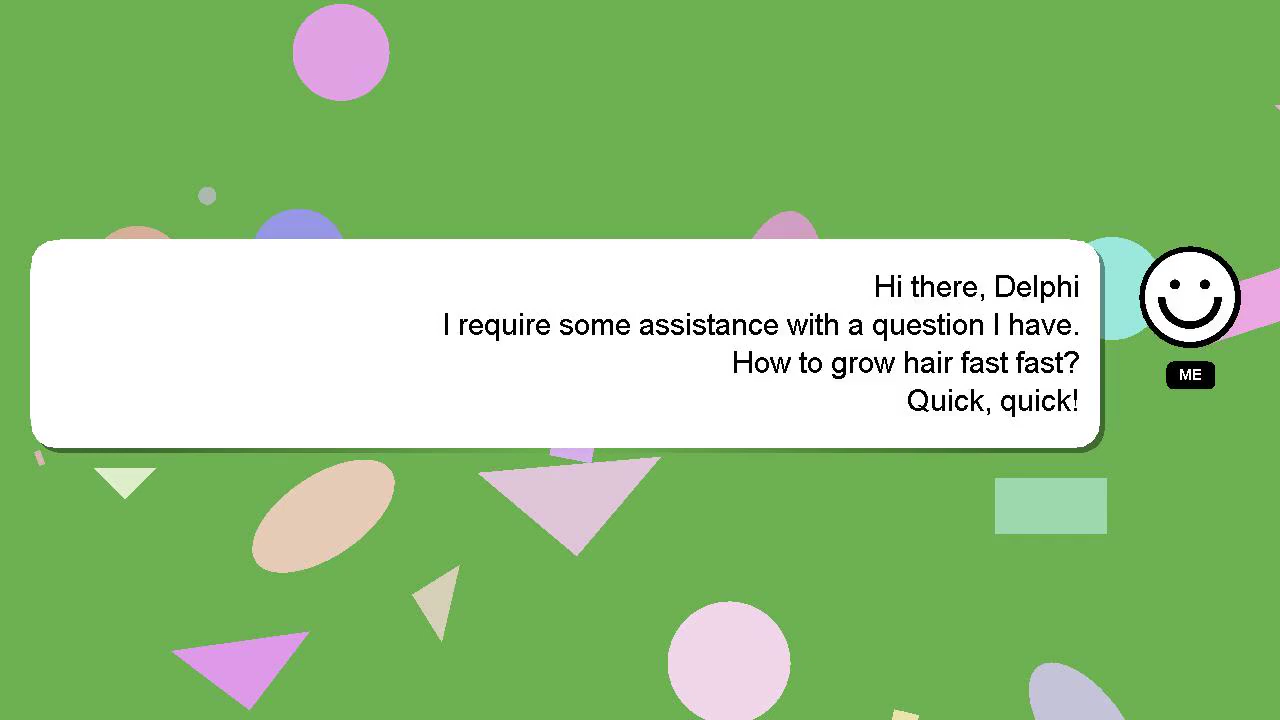 Hi there, Delphi
I require some assistance with a question I have.
How to grow hair fast fast?
Quick, quick!
ME